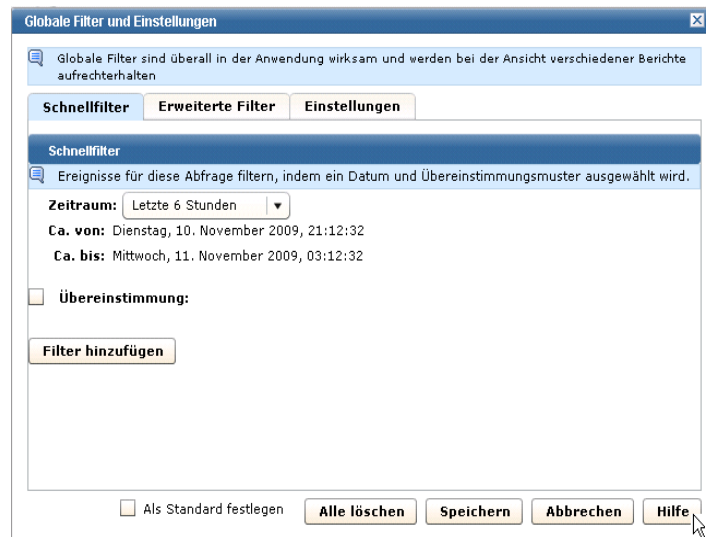 Globale Filter und Einstellungen
Globale Filter sind überall in der Anwendung wirksam und werden bei der Ansicht verschiedener Berichte
aufrechterhalten
Schnellfilter Erweiterte Filter Einstellungen
Schnellfilter
Ereignisse für diese Abfrage filtern, indem ein Datum und Übereinstimmungsmuster ausgewählt wird.
Zeitraum: Letzte 6 Stunden
Ca. von: Dienstag, 10. November 2009, 21:12:32
Ca. bis: Mittwoch, 11. November 2009, 03:12:32
Übereinstimmung:
Filter hinzufügen
Als Standard festlegen Alle löschen Speichern Abbrechen Hilfe